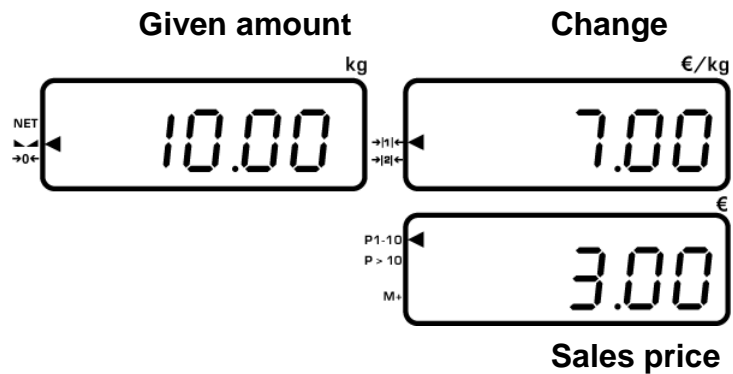 Given amount
Change
kg
€/kg
NET
10.00
→0←
→|1|←
→|2|←
7.00
€
P1-10
P > 10
M+
3.00
Sales price